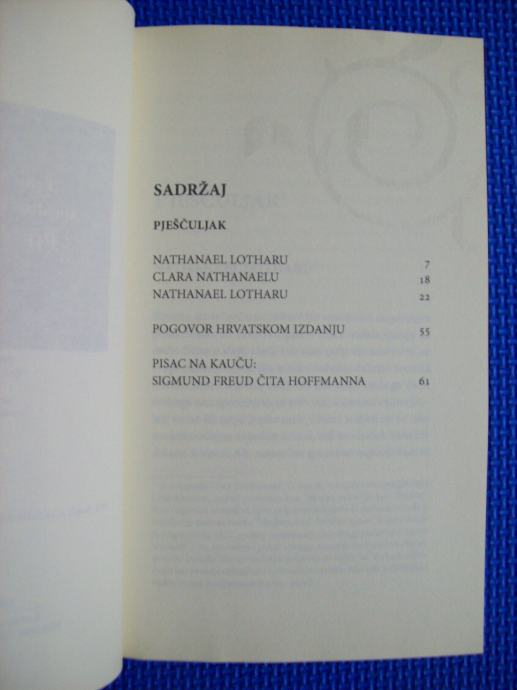 SADRŽAJ
PJEŠČULJAK
NATHANAEL LOTHARU 7
CLARA NATHANAELU 18
NATHANAEL LOTHARU 22
POGOVOR HRVATSKOM IZDANJU 55
PISAC NA KAUČU:
SIGMUND FREUD ČITA HOFFMANNA 61